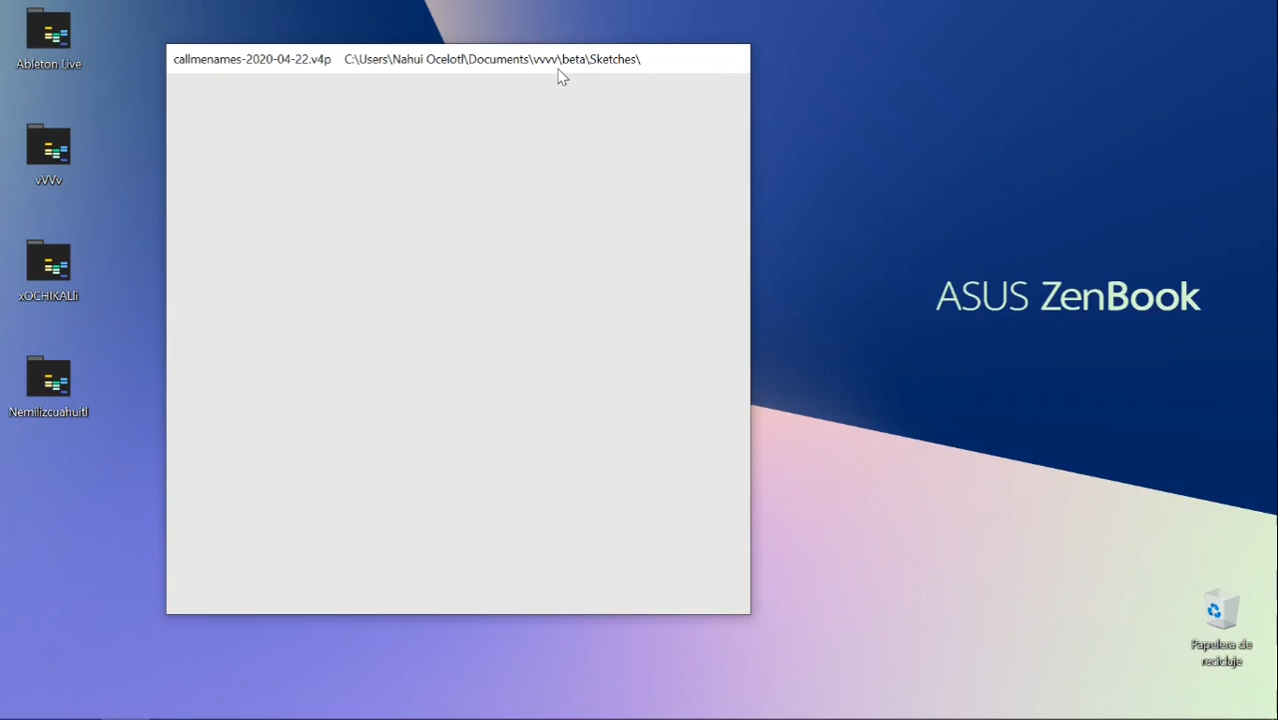 callmenames-2020-04-22.v4p C:\Users\Nahui Ocelotl\Documents\vvvv\beta\Sketches\
Ableton Live
vVVv
xOCHIKALli
Nemilizcuahuitl
ASUS ZenBook
Papelera de
reciclaje